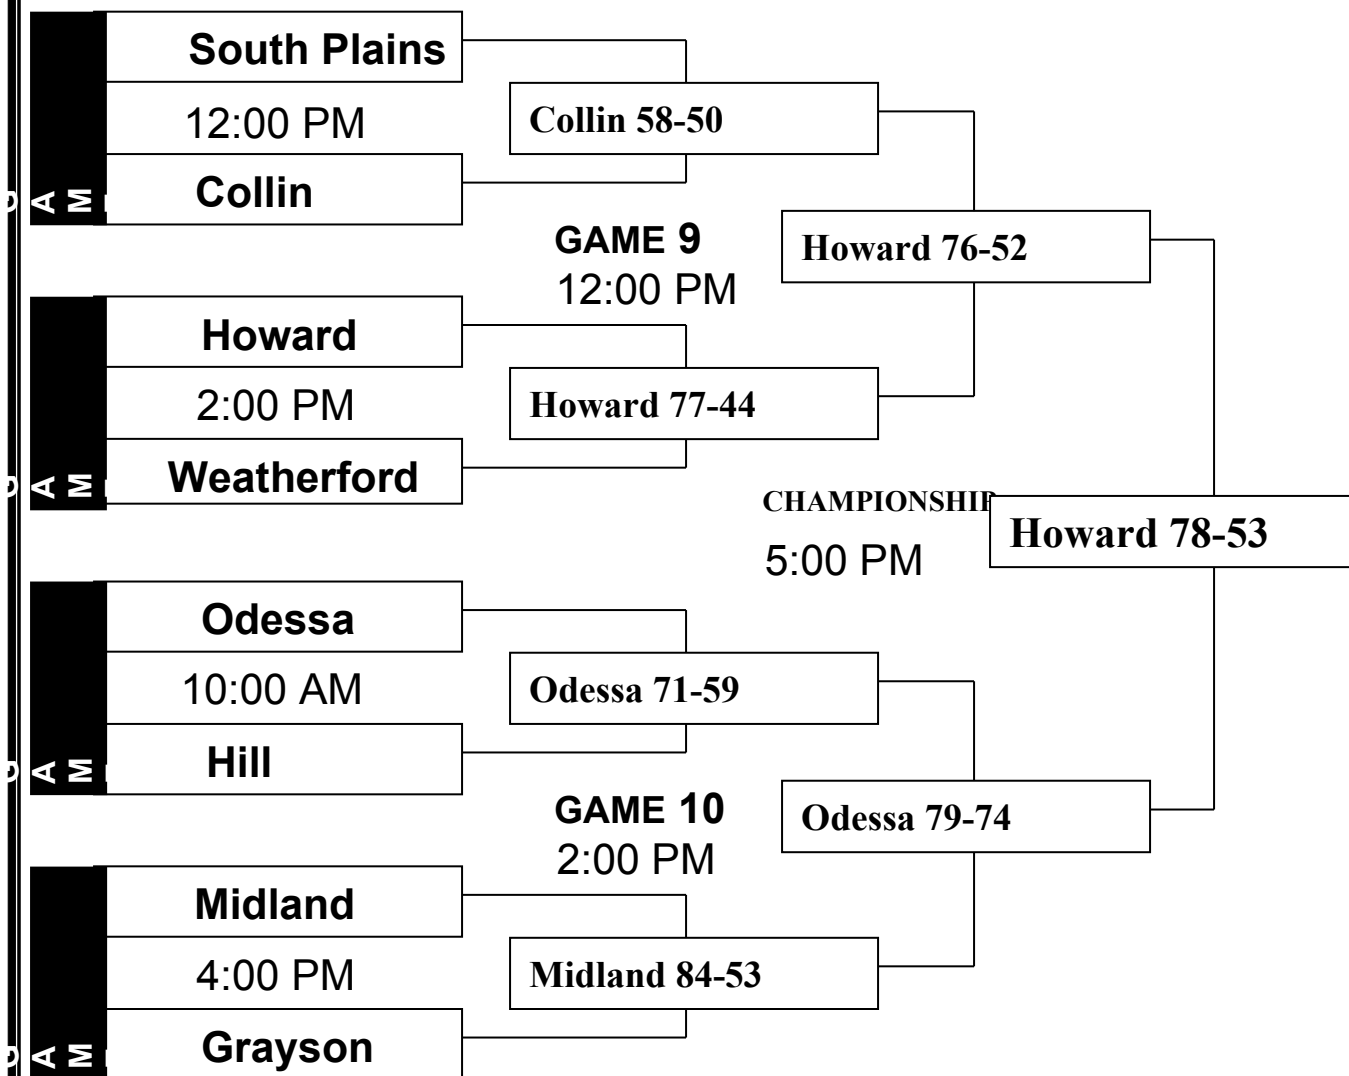 South Plains
12:00 PM
Collin
Collin 58-50
GAME 9
12:00 PM
Howard 76-52
Howard
2:00 PM
Weatherford
Howard 77-44
CHAMPIONSHIP
5:00 PM
Howard 78-53
Odessa
10:00 AM
Hill
Odessa 71-59
GAME 10
2:00 PM
Odessa 79-74
Midland
4:00 PM
Grayson
Midland 84-53